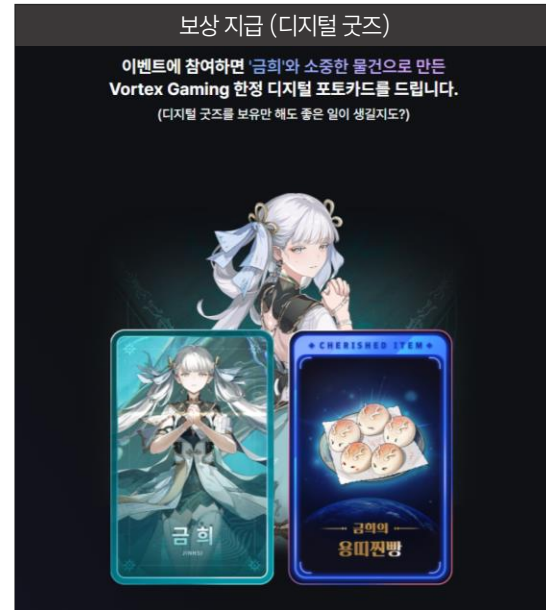 보상 지급 (디지털 굿즈)
이벤트에 참여하면 '금희'와 소중한 물건으로 만든
Vortex Gaming 한정 디지털 포토카드를 드립니다.
(디지털 굿즈를 보유만 해도 좋은 일이 생길지도?)
CHERISHED ITEM
금희
JINHSI
금희의
용띠찐빵